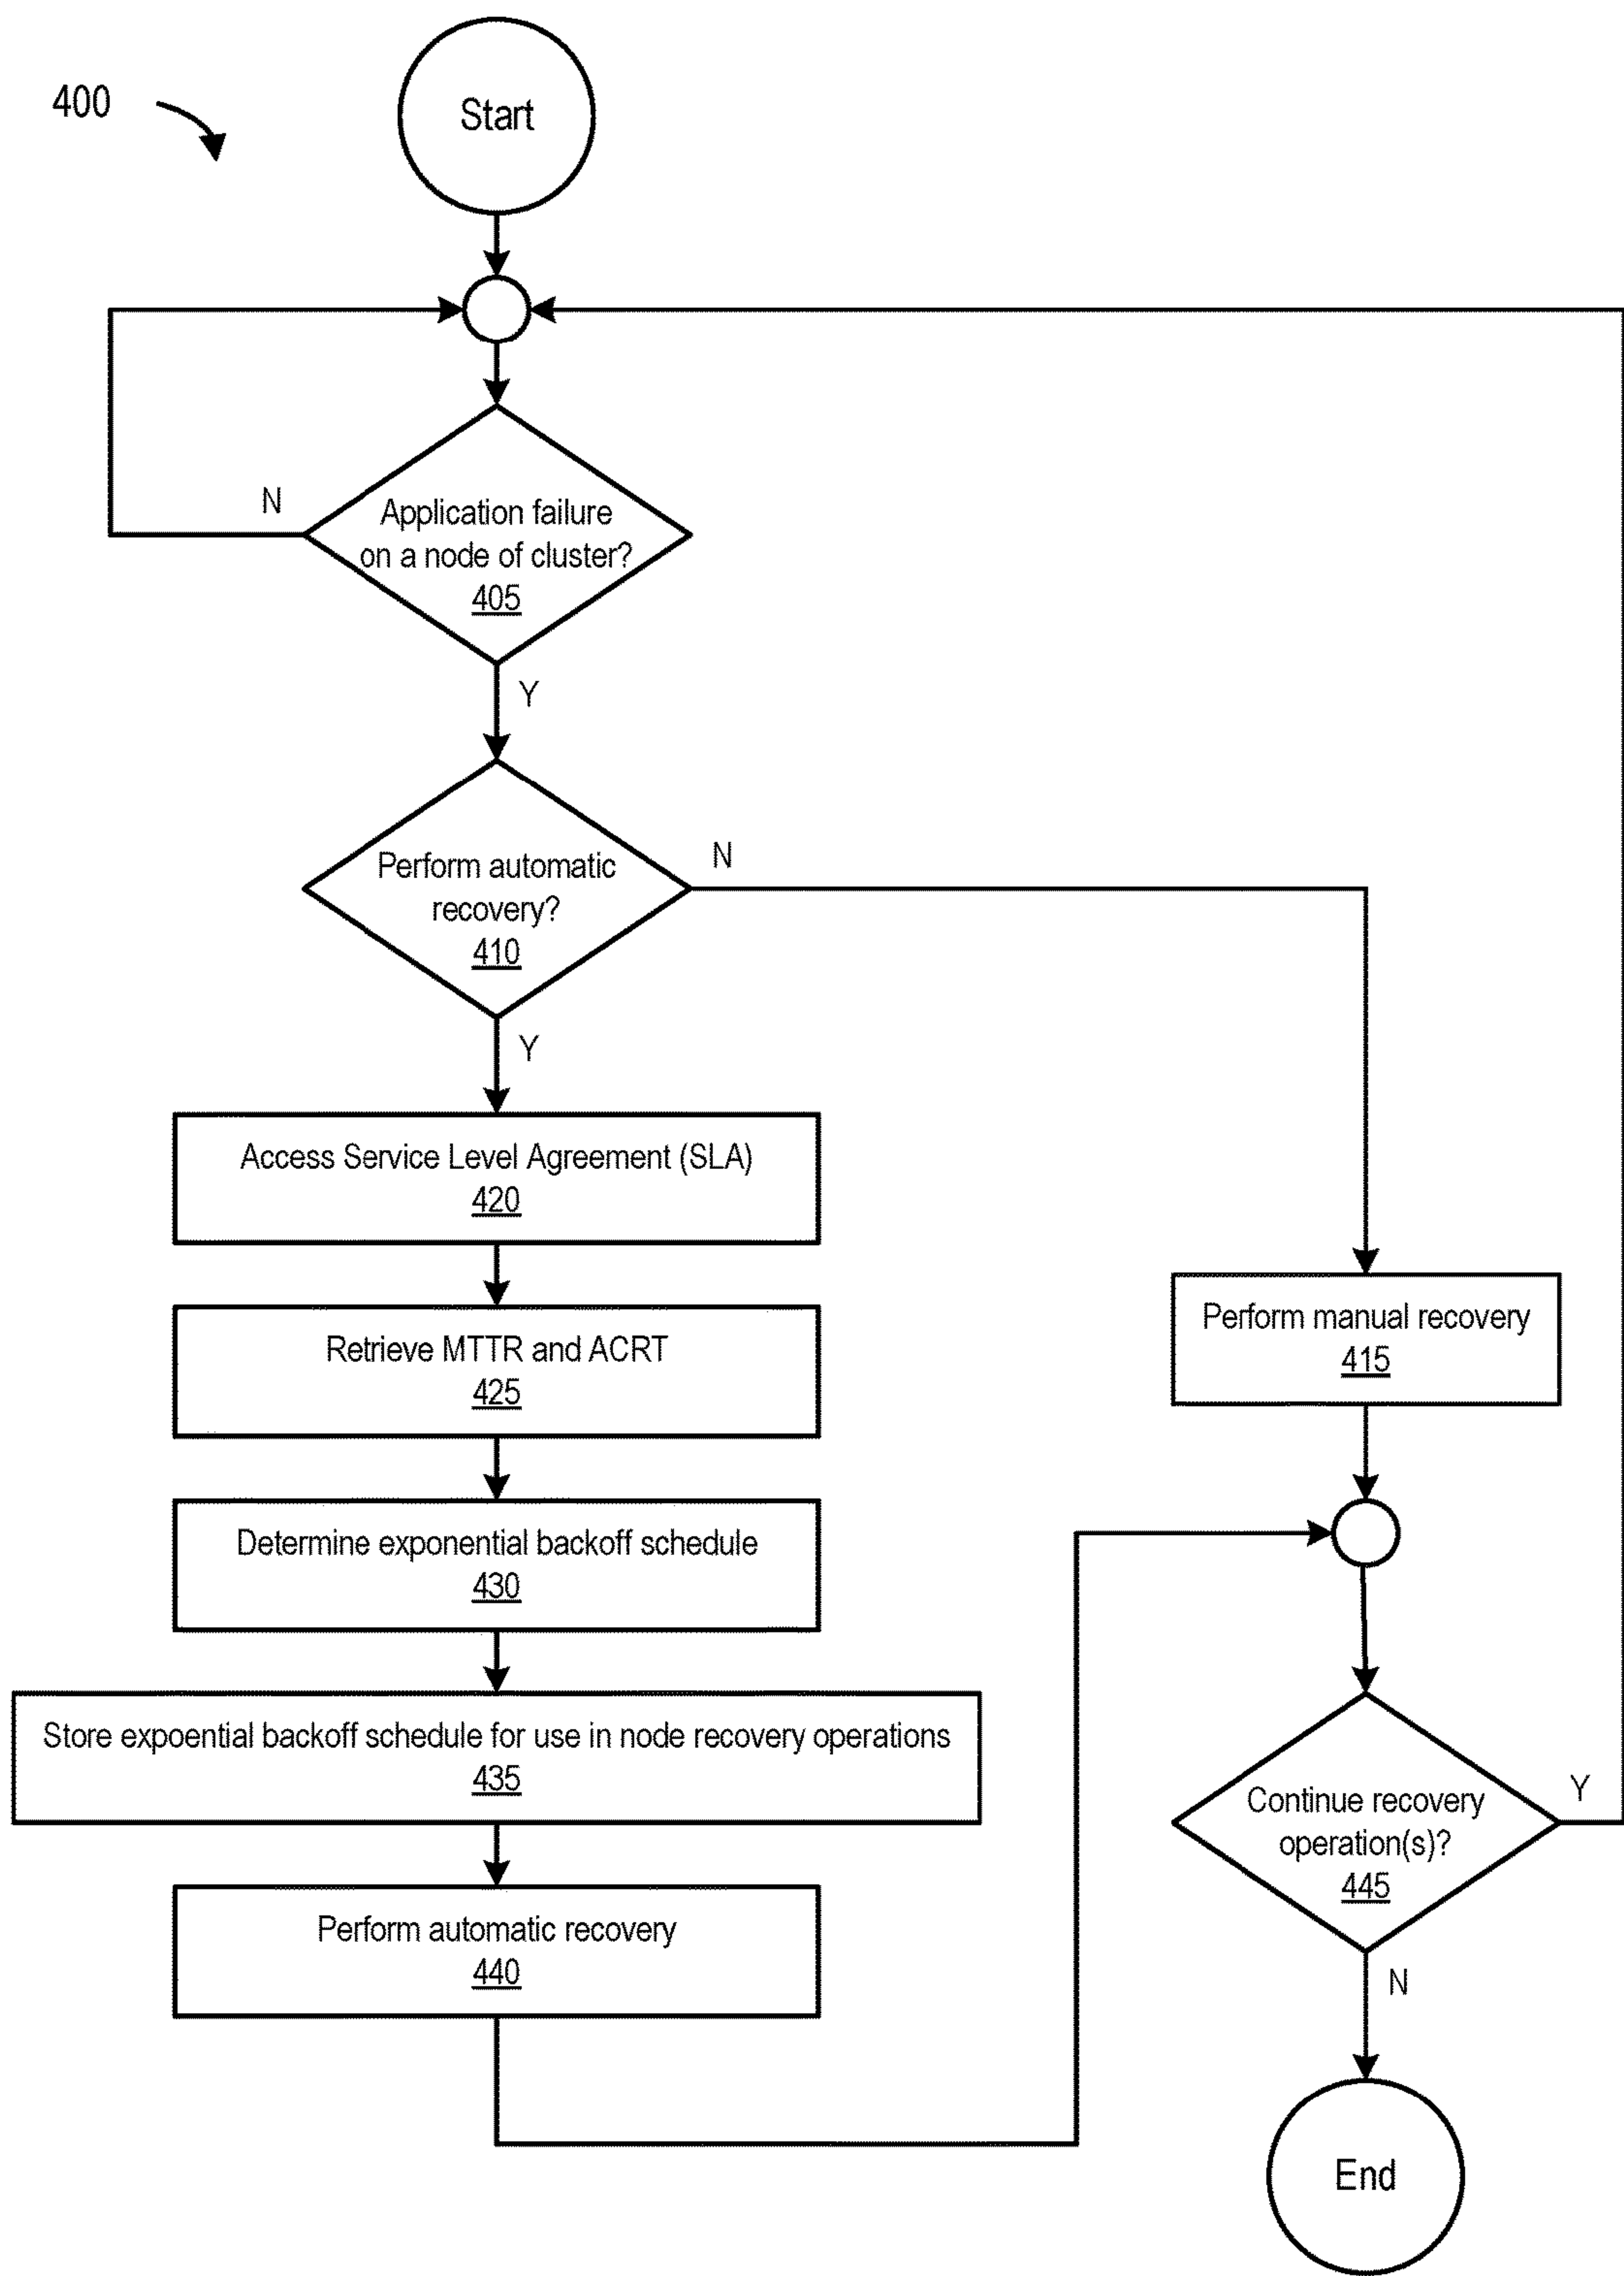 400
Start
N
Application failure
on a node of cluster?
405
Y
Perform automatic
recovery?
410
N
Y
Access Service Level Agreement (SLA)
420
Retrieve MTTR and ACRT
425
Perform manual recovery
415
Determine exponential backoff schedule
430
Store expoential backoff schedule for use in node recovery operations
435
Continue recovery
operation(s)?
445
Y
Perform automatic recovery
440
N
End